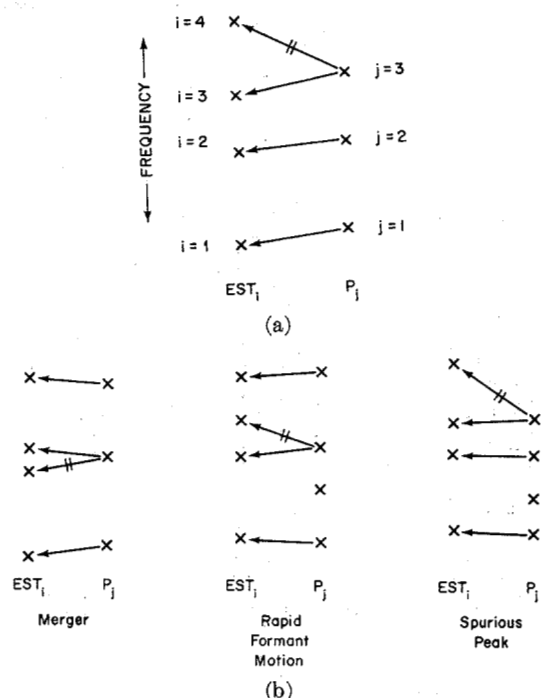 i=4
j=3
i=3
FREQUENCY
i=2
j=2
j=1
i=1
EST_i P_j
(a)
EST_i P_j
Merger
EST_i P_j
Rapid
Formant
Motion
EST_i P_j
Spurious
Peak
(b)